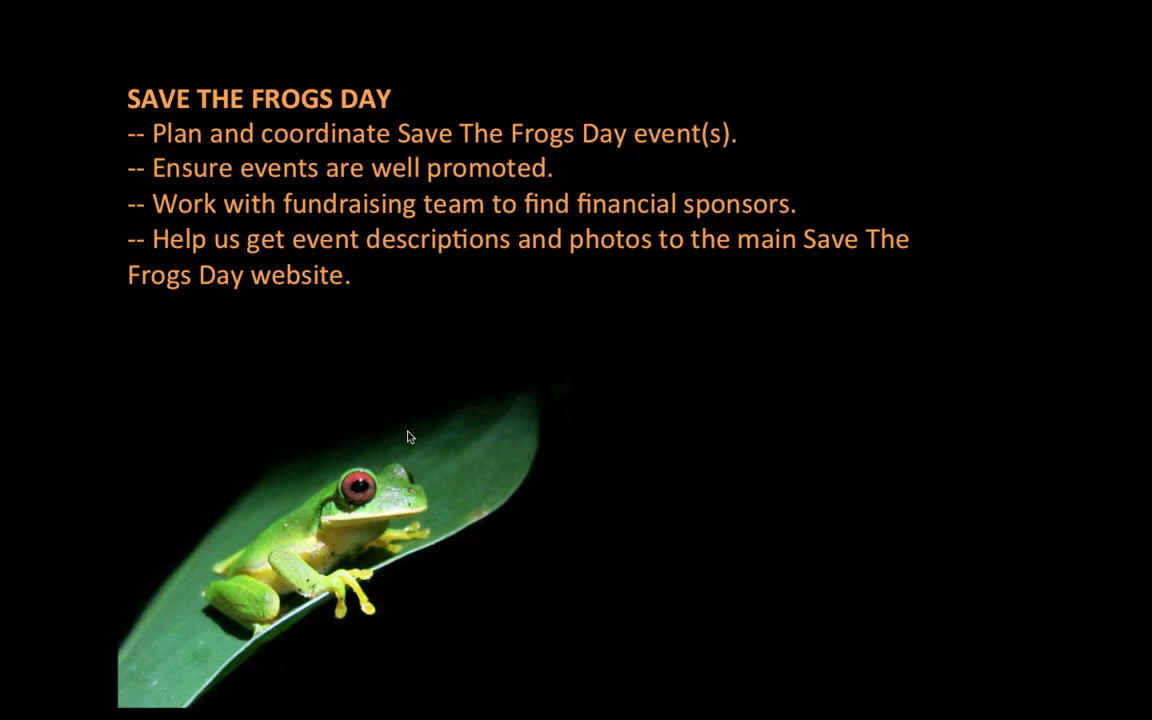 SAVE THE FROGS DAY
-- Plan and coordinate Save The Frogs Day event(s).
-- Ensure events are well promoted.
-- Work with fundraising team to find financial sponsors.
-- Help us get event descriptions and photos to the main Save The
Frogs Day website.